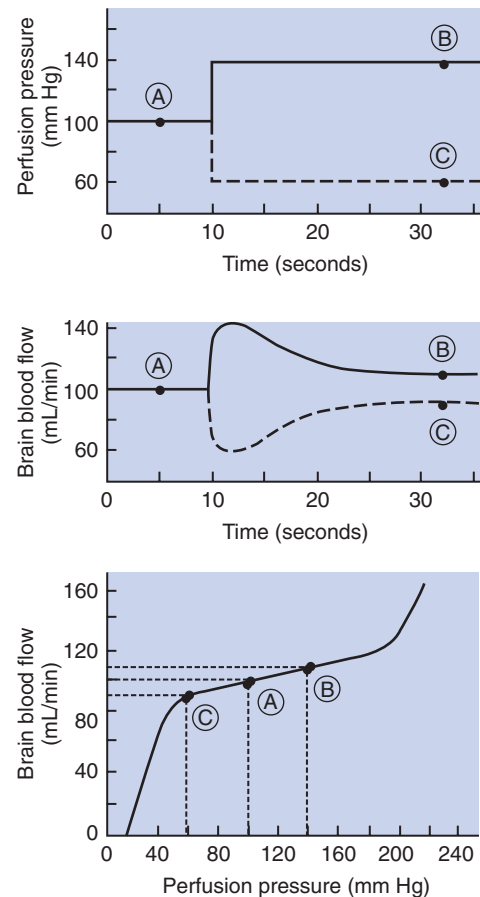 Perfusion pressure
(mm Hg)
140
100
60
A
B
C
0
10
20
30
Time (seconds)
Brain blood flow
(mL/min)
140
100
60
A
B
C
0
10
20
30
Time (seconds)
Brain blood flow
(mL/min)
160
120
80
40
0
C
A
B
40
80
120
160
200
240
Perfusion pressure (mm Hg)